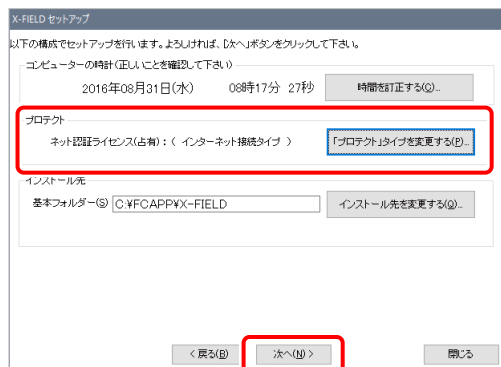 X-FIELD セットアップ
以下の構成でセットアップを行います。よろしければ、[次へ]ボタンをクリックして下さい。
コンピューターの時計(正しいことを確認して下さい)
2016年08月31日(水) 08時17分 27秒 時間を訂正する(C)...
プロテクト
ネット認証ライセンス(占有) : ( インターネット接続タイプ ) 「プロテクト」タイプを変更する(P)...
インストール先
基本フォルダー(S) C:¥FCAPP¥X-FIELD インストール先を変更する(Q)...
< 戻る(B) 次へ(N) > 閉じる